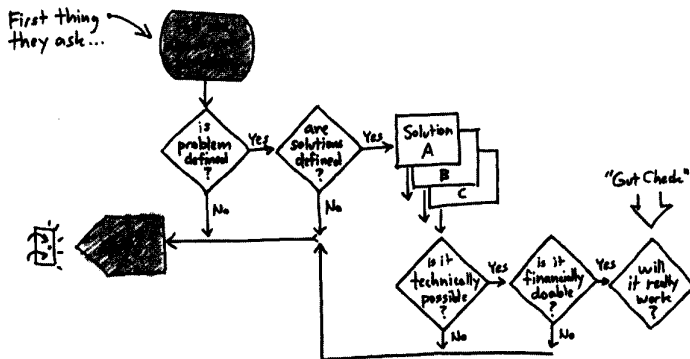 First thing
they ask...
is
problem
defined
?
Yes
are
solutions
defined
?
Yes
Solution
A
B
C
No
No
"Gut Check"
Is it
technically
possible
?
Yes
Is it
financially
doable
?
Yes
will
it really
work
?
No
No